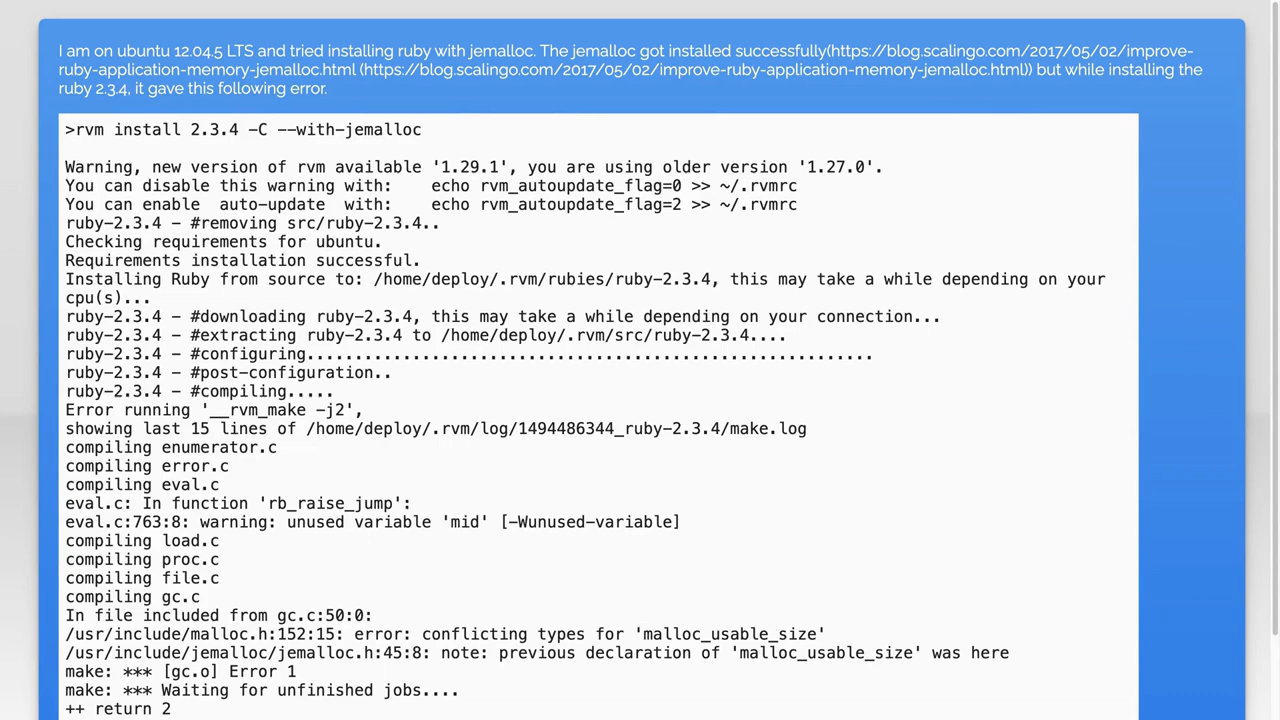 I am on ubuntu 12.04.5 LTS and tried installing ruby with jemalloc. The jemalloc got installed successfully(https://blog.scalingo.com/2017/05/02/improve-
ruby-application-memory-jemalloc.html (https://blog.scalingo.com/2017/05/02/improve-ruby-application-memory-jemalloc.html)) but while installing the
ruby 2.3.4, it gave this following error.
>rvm install 2.3.4 -C --with-jemalloc
Warning, new version of rvm available '1.29.1', you are using older version '1.27.0'.
You can disable this warning with:    echo rvm_autoupdate_flag=0 >> ~/.rvmrc
You can enable  auto-update  with:    echo rvm_autoupdate_flag=2 >> ~/.rvmrc
ruby-2.3.4 - #removing src/ruby-2.3.4..
Checking requirements for ubuntu.
Requirements installation successful.
Installing Ruby from source to: /home/deploy/.rvm/rubies/ruby-2.3.4, this may take a while depending on your
cpu(s)...
ruby-2.3.4 - #downloading ruby-2.3.4, this may take a while depending on your connection...
ruby-2.3.4 - #extracting ruby-2.3.4 to /home/deploy/.rvm/src/ruby-2.3.4....
ruby-2.3.4 - #configuring...........................................................
ruby-2.3.4 - #post-configuration..
ruby-2.3.4 - #compiling.....
Error running '__rvm_make -j2',
showing last 15 lines of /home/deploy/.rvm/log/1494486344_ruby-2.3.4/make.log
compiling enumerator.c
compiling error.c
compiling eval.c
eval.c: In function 'rb_raise_jump':
eval.c:763:8: warning: unused variable 'mid' [-Wunused-variable]
compiling load.c
compiling proc.c
compiling file.c
compiling gc.c
In file included from gc.c:50:0:
/usr/include/malloc.h:152:15: error: conflicting types for 'malloc_usable_size'
/usr/include/jemalloc/jemalloc.h:45:8: note: previous declaration of 'malloc_usable_size' was here
make: *** [gc.o] Error 1
make: *** Waiting for unfinished jobs....
++ return 2